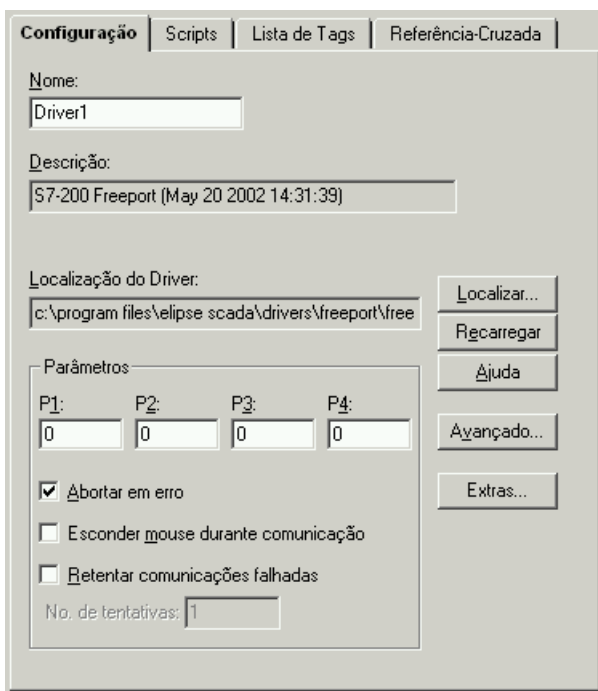 Configuração Scripts Lista de Tags Referência-Cruzada
Nome:
Driver1
Descrição:
S7-200 Freeport (May 20 2002 14:31:39)
Localização do Driver:
c:\program files\elipse scada\drivers\freeport\free
Localizar...
Recarregar
Ajuda
Avançado...
Extras...
Parâmetros
P1: P2: P3: P4:
0 0 0 0
Abortar em erro
Esconder mouse durante comunicação
Retentar comunicações falhadas
No. de tentativas: 1